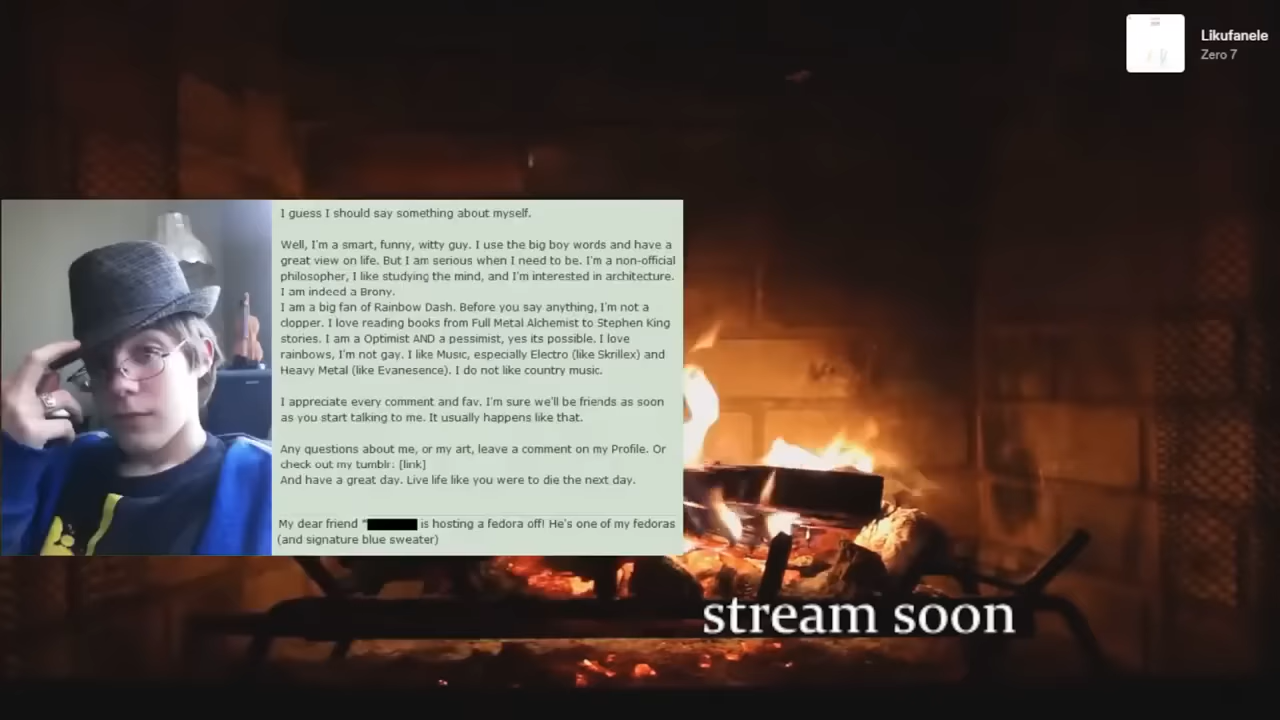 Likufanele
Zero 7
I guess I should say something about myself.
Well, I'm a smart, funny, witty guy. I use the big boy words and have a
great view on life. But I am serious when I need to be. I'm a non-official
philosopher, I like studying the mind, and I'm interested in architecture.
I am indeed a Brony.
I am a big fan of Rainbow Dash. Before you say anything, I'm not a
clopper. I love reading books from Full Metal Alchemist to Stephen King
stories. I am a Optimist AND a pessimist, yes its possible. I love
rainbows, I'm not gay. I like Music, especially Electro (like Skrillex) and
Heavy Metal (like Evanesence). I do not like country music.
I appreciate every comment and fav. I'm sure we'll be friends as soon
as you start talking to me. It usually happens like that.
Any questions about me, or my art, leave a comment on my Profile. Or
check out my tumblr: [link]
And have a great day. Live life like you were to die the next day.
My dear friend " is hosting a fedora off! He's one of my fedoras
(and signature blue sweater)
stream soon